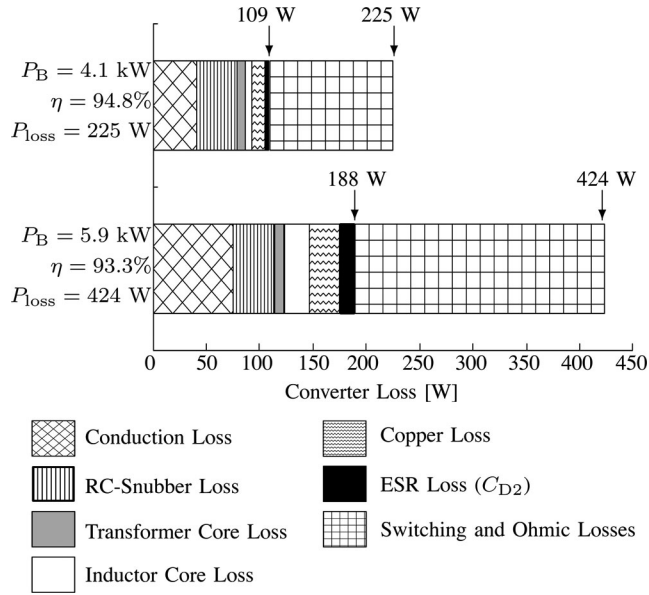 109 W
225 W
P_B = 4.1 kW
η = 94.8%
P_loss = 225 W
188 W
424 W
P_B = 5.9 kW
η = 93.3%
P_loss = 424 W
0 50 100 150 200 250 300 350 400 450
Converter Loss [W]
Conduction Loss
Copper Loss
RC-Snubber Loss
ESR Loss (C_D2)
Transformer Core Loss
Switching and Ohmic Losses
Inductor Core Loss